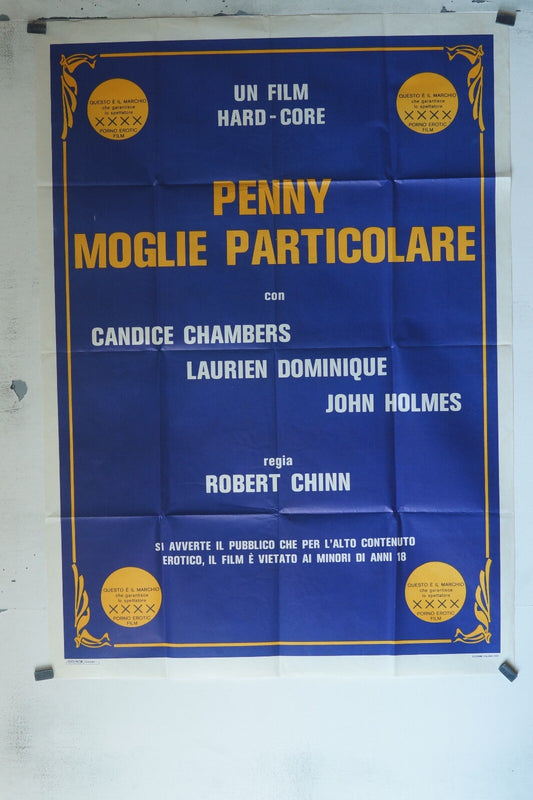 QUESTO È IL MARCHIO
che garantisce
lo spettatore
XXXX
PORNO EROTIC
FILM
QUESTO È IL MARCHIO
che garantisce
lo spettatore
XXXX
PORNO EROTIC
FILM
UN FILM
HARD-CORE
PENNY
MOGLIE PARTICOLARE
con
CANDICE CHAMBERS
LAURIEN DOMINIQUE
JOHN HOLMES
regia
ROBERT CHINN
SI AVVERTE IL PUBBLICO CHE PER L'ALTO CONTENUTO
EROTICO, IL FILM È VIETATO AI MINORI DI ANNI 18
QUESTO È IL MARCHIO
che garantisce
lo spettatore
XXXX
PORNO EROTIC
FILM
QUESTO È IL MARCHIO
che garantisce
lo spettatore
XXXX
PORNO EROTIC
FILM